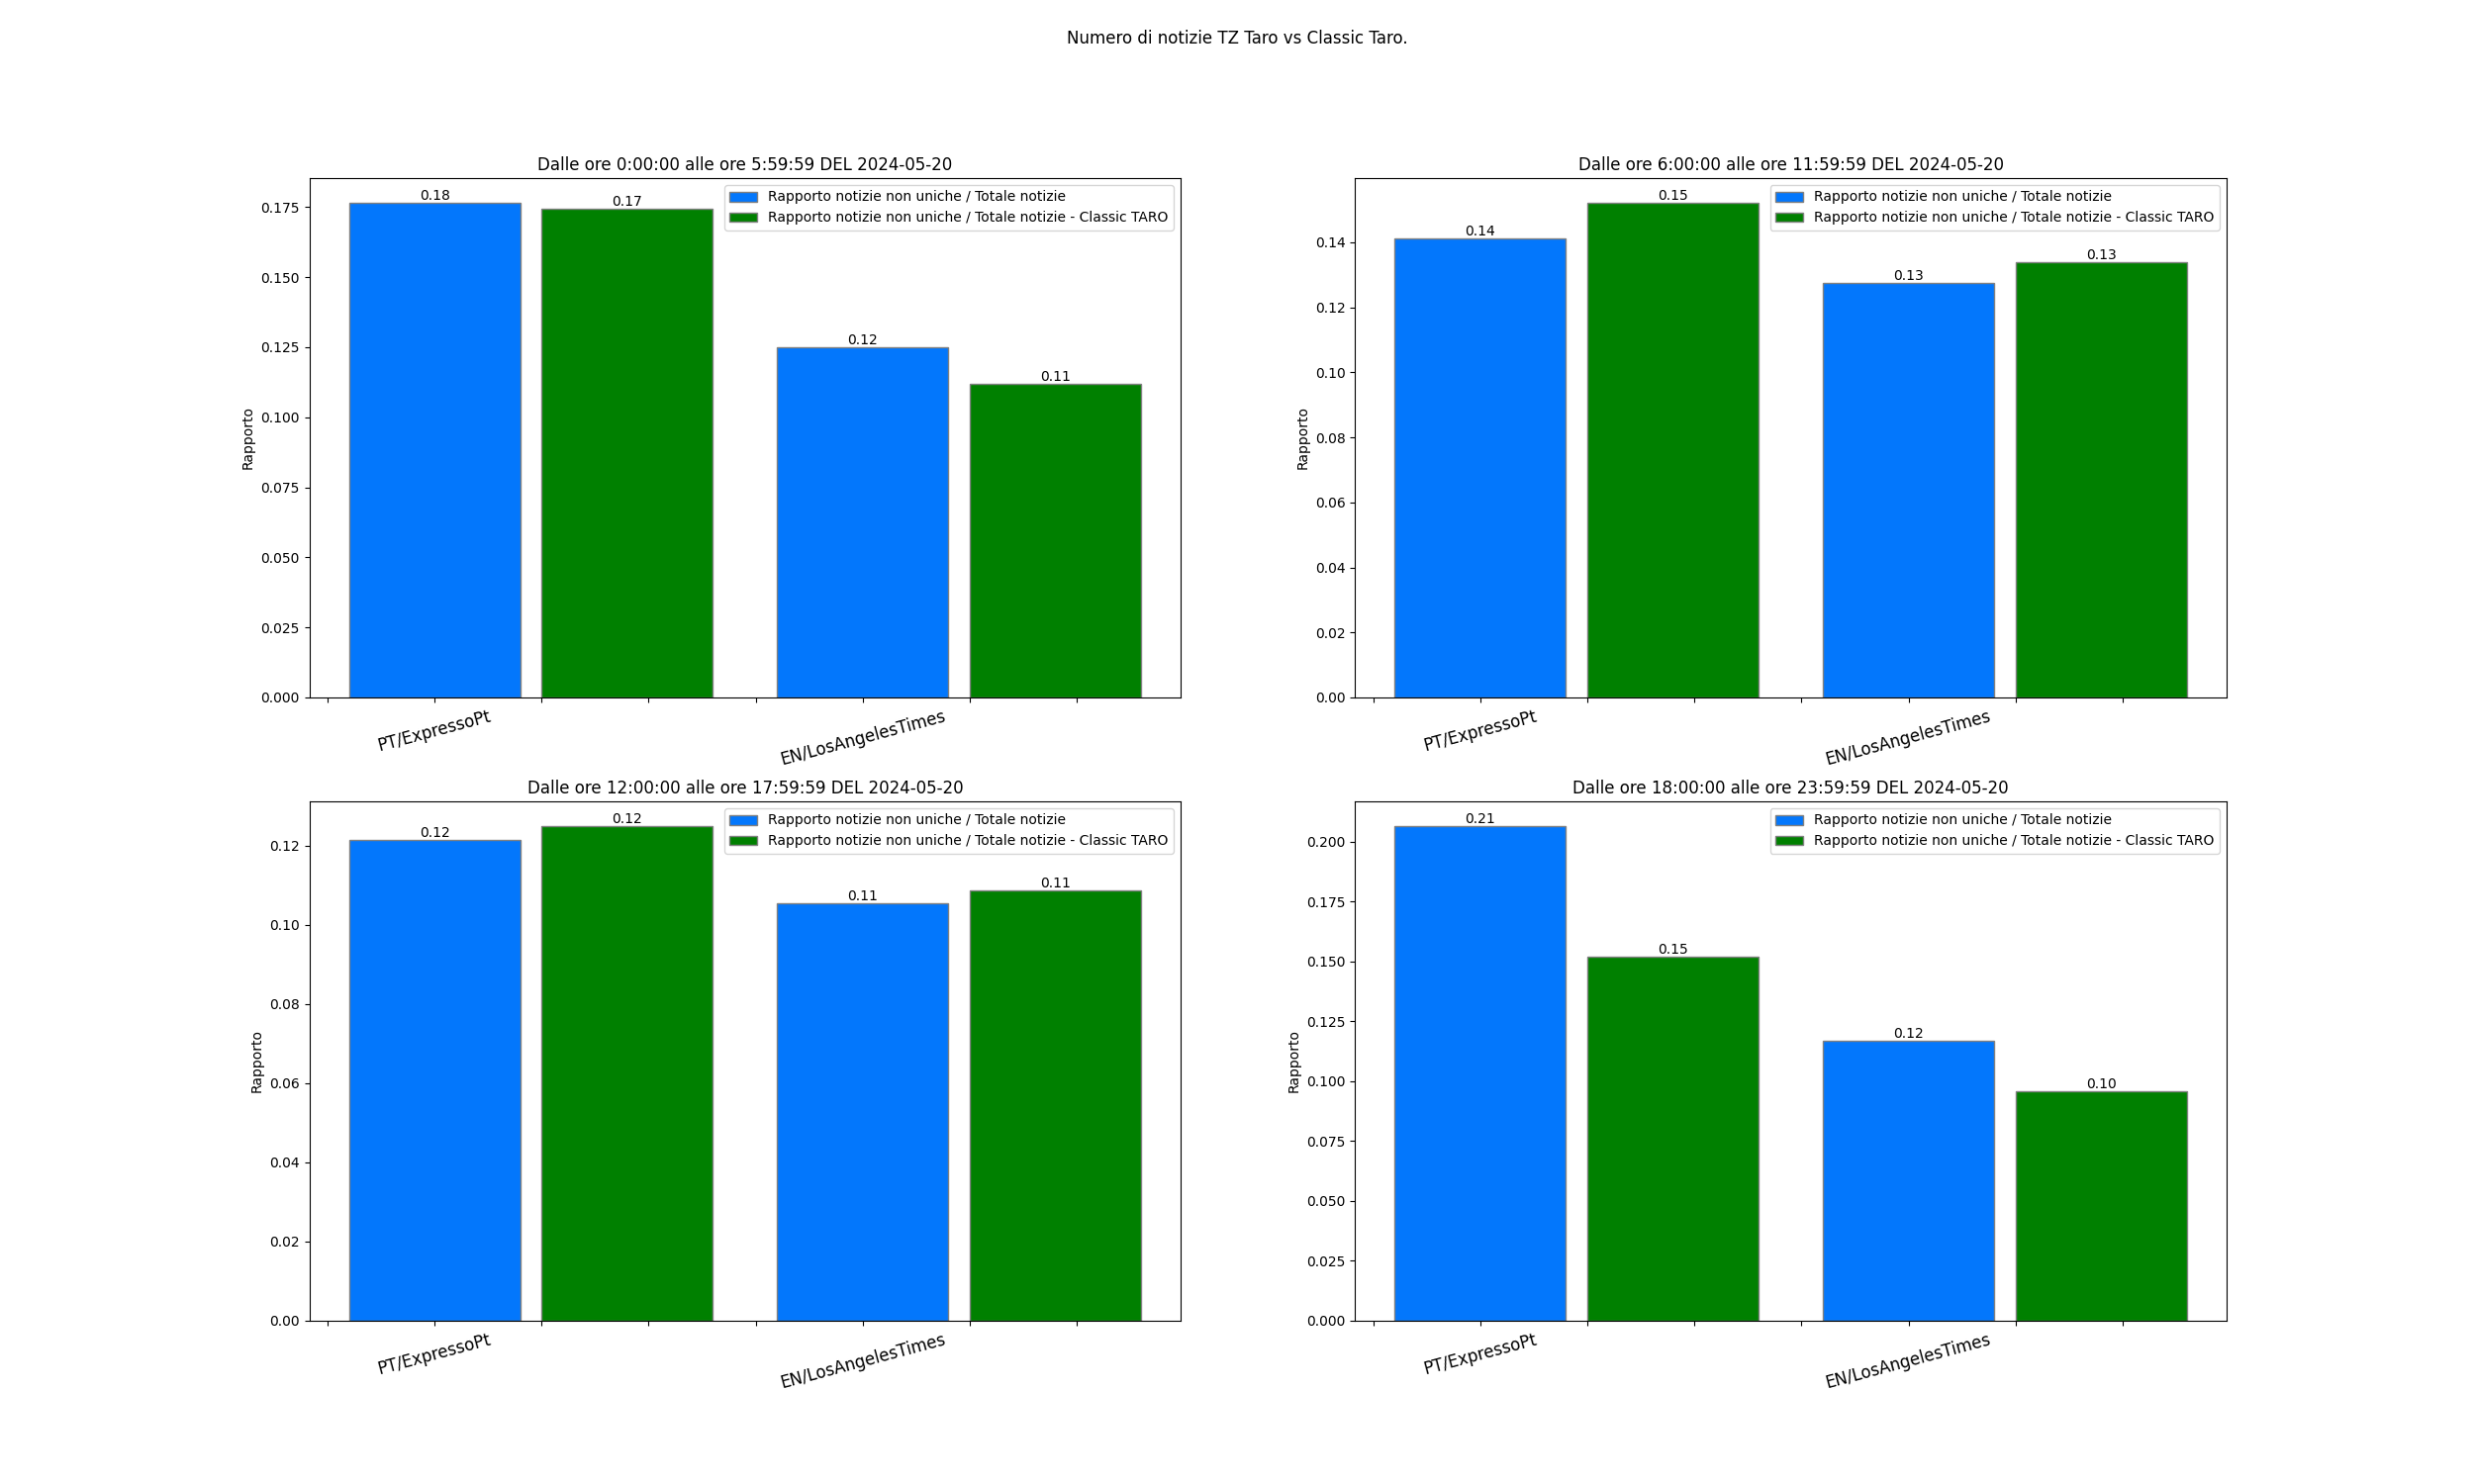 Numero di notizie TZ Taro vs Classic Taro.
Dalle ore 0:00:00 alle ore 5:59:59 DEL 2024-05-20
Rapporto notizie non uniche / Totale notizie
Rapporto notizie non uniche / Totale notizie - Classic TARO
0.18
0.17
0.12
0.11
0.175
0.150
0.125
0.100
0.075
0.050
0.025
0.000
Rapporto
PT/ExpressoPt
EN/LosAngelesTimes
Dalle ore 6:00:00 alle ore 11:59:59 DEL 2024-05-20
Rapporto notizie non uniche / Totale notizie
Rapporto notizie non uniche / Totale notizie - Classic TARO
0.14
0.15
0.13
0.13
0.14
0.12
0.10
0.08
0.06
0.04
0.02
0.00
Rapporto
PT/ExpressoPt
EN/LosAngelesTimes
Dalle ore 12:00:00 alle ore 17:59:59 DEL 2024-05-20
Rapporto notizie non uniche / Totale notizie
Rapporto notizie non uniche / Totale notizie - Classic TARO
0.12
0.12
0.11
0.11
0.12
0.10
0.08
0.06
0.04
0.02
0.00
Rapporto
PT/ExpressoPt
EN/LosAngelesTimes
Dalle ore 18:00:00 alle ore 23:59:59 DEL 2024-05-20
Rapporto notizie non uniche / Totale notizie
Rapporto notizie non uniche / Totale notizie - Classic TARO
0.21
0.15
0.12
0.10
0.200
0.175
0.150
0.125
0.100
0.075
0.050
0.025
0.000
Rapporto
PT/ExpressoPt
EN/LosAngelesTimes